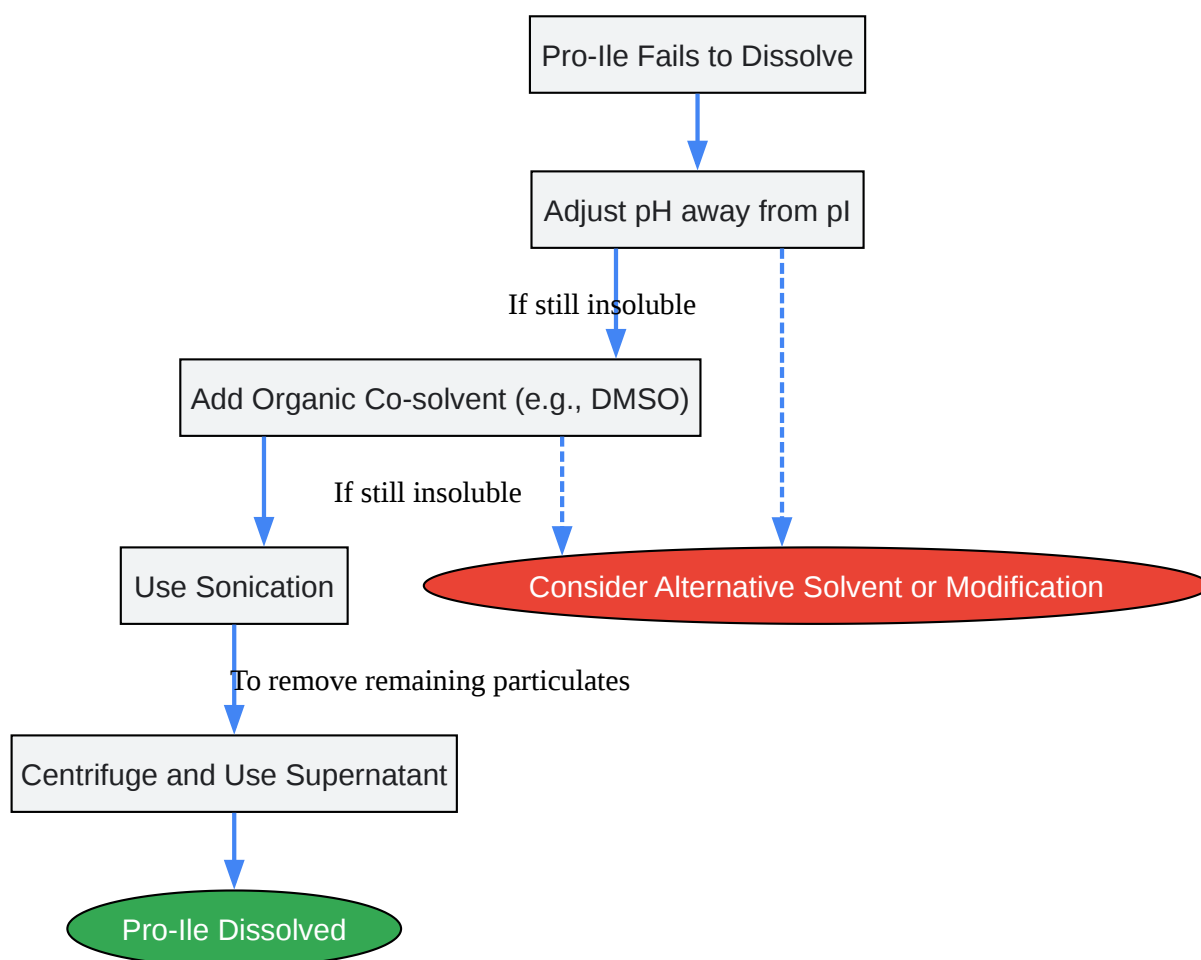 Pro-Ile Fails to Dissolve
Adjust pH away from pI
If still insoluble
Add Organic Co-solvent (e.g., DMSO)
If still insoluble
Use Sonication
Consider Alternative Solvent or Modification
To remove remaining particulates
Centrifuge and Use Supernatant
Pro-Ile Dissolved